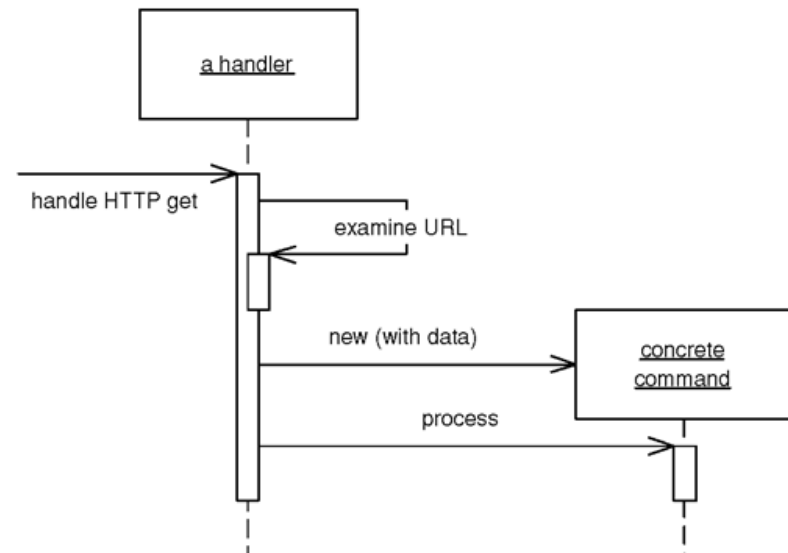 a handler
handle HTTP get
examine URL
new (with data)
concrete
command
process